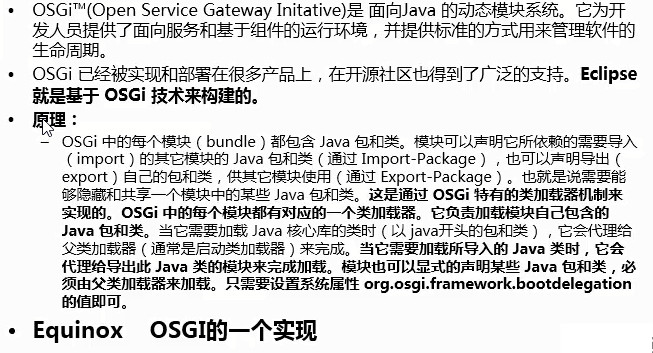 • OSGi™(Open Service Gateway Initative)是 面向Java 的动态模块系统。它为开
发人员提供了面向服务和基于组件的运行环境，并提供标准的方式用来管理软件的
生命周期。
• OSGi 已经被实现和部署在很多产品上，在开源社区也得到了广泛的支持。Eclipse
就是基于 OSGi 技术来构建的。
• 原理：
– OSGi 中的每个模块（bundle）都包含 Java 包和类。模块可以声明它所依赖的需要导入
（import）的其它模块的 Java 包和类（通过 Import-Package），也可以声明导出（
export）自己的包和类，供其它模块使用（通过 Export-Package）。也就是说需要能
够隐藏和共享一个模块中的某些 Java 包和类。这是通过 OSGi 特有的类加载器机制来
实现的。OSGi 中的每个模块都有对应的一个类加载器。它负责加载模块自己包含的
Java 包和类。当它需要加载 Java 核心库的类时（以 java开头的包和类），它会代理给
父类加载器（通常是启动类加载器）来完成。当它需要加载所导入的 Java 类时，它会
代理给导出此 Java 类的模块来完成加载。模块也可以显式的声明某些 Java 包和类，必
须由父类加载器来加载。只需要设置系统属性 org.osgi.framework.bootdelegation
的值即可。
• Equinox OSGI的一个实现